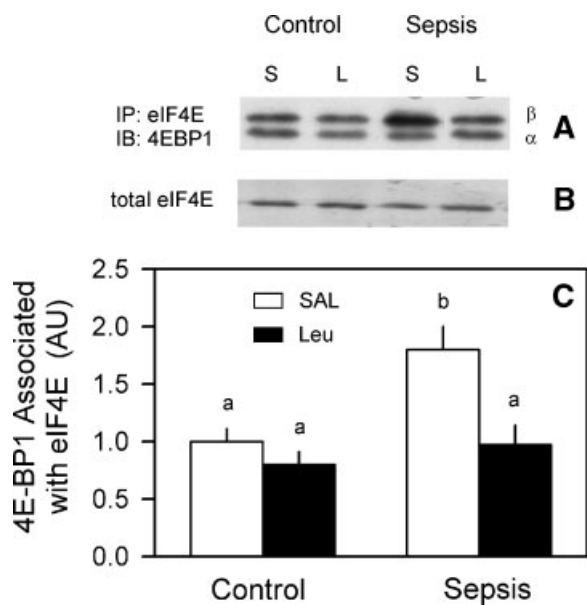 Control Sepsis
S L S L
IP: eIF4E β
IB: 4EBP1 α A
total eIF4E B
2.5 C
SAL b
2.0 Leu
1.5
a a a
1.0
0.5
0.0
4E-BP1 Associated
with eIF4E (AU)
Control Sepsis